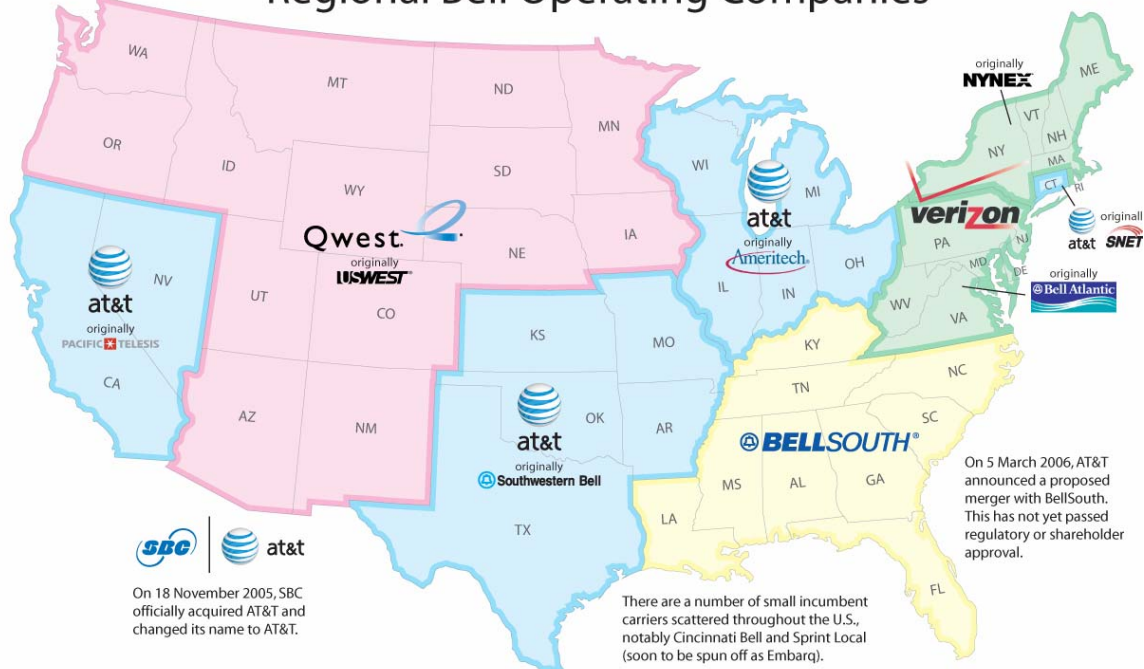 Regional Bell Operating Companies
WA
MT
ND
MN
OR
ID
SD
WY
WI
MI
originally
NYNEX
ME
VT
NH
NY
MA
CT
RI
at&t
originally
SNET
verizon
PA
NJ
MD
DE
originally
Bell Atlantic
WV
VA
Qwest.
originally
USWEST®
NE
IA
at&t
originally
Ameritech®
OH
IL
IN
NV
at&t
originally
PACIFIC TELESIS
CA
UT
CO
KS
MO
KY
AZ
NM
at&t
originally
Southwestern Bell
OK
AR
TX
TN
NC
SC
BELLSOUTH®
MS
AL
GA
LA
FL
On 5 March 2006, AT&T
announced a proposed
merger with BellSouth.
This has not yet passed
regulatory or shareholder
approval.
SBC
at&t
On 18 November 2005, SBC
officially acquired AT&T and
changed its name to AT&T.
There are a number of small incumbent
carriers scattered throughout the U.S.,
notably Cincinnati Bell and Sprint Local
(soon to be spun off as Embarq).